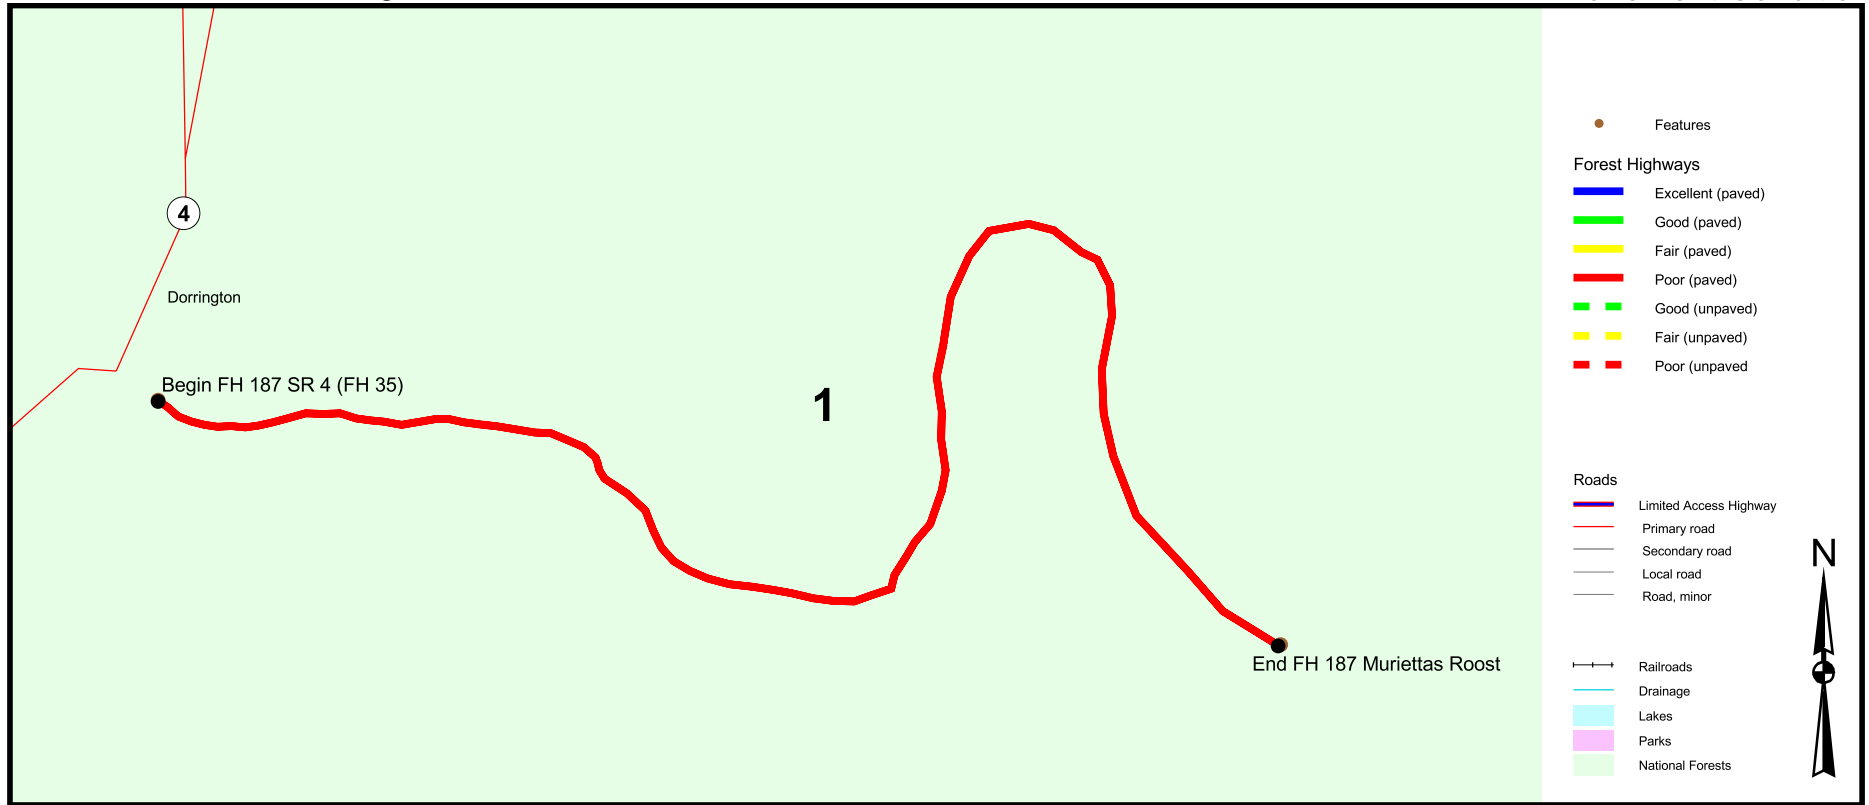 4
Dorrington
Begin FH 187 SR 4 (FH 35)
1
End FH 187 Muriettas Roost
Features
Forest Highways
Excellent (paved)
Good (paved)
Fair (paved)
Poor (paved)
Good (unpaved)
Fair (unpaved)
Poor (unpaved
Roads
Limited Access Highway
Primary road
Secondary road
Local road
Road, minor
N
Railroads
Drainage
Lakes
Parks
National Forests